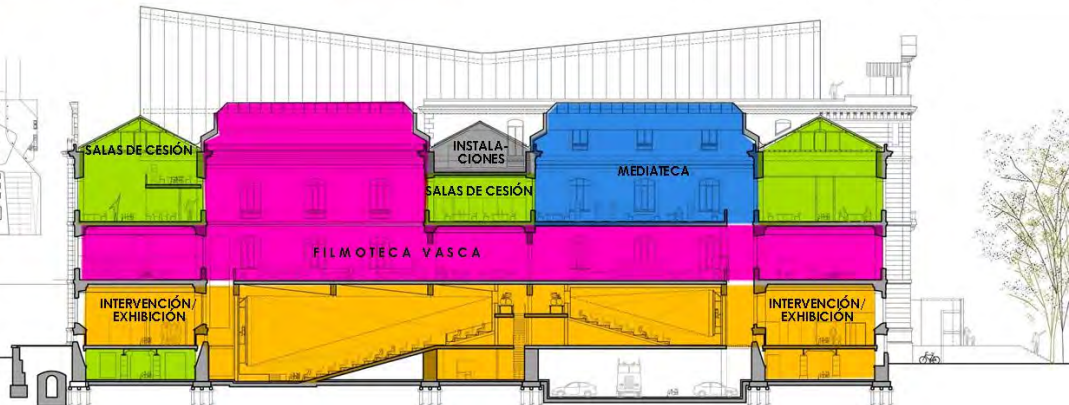 SALAS DE CESIÓN
INSTALA-
CIONES
SALAS DE CESIÓN
MEDIATECA
FILMOTECA VASCA
INTERVENCIÓN/
EXHIBICIÓN
INTERVENCIÓN/
EXHIBICIÓN